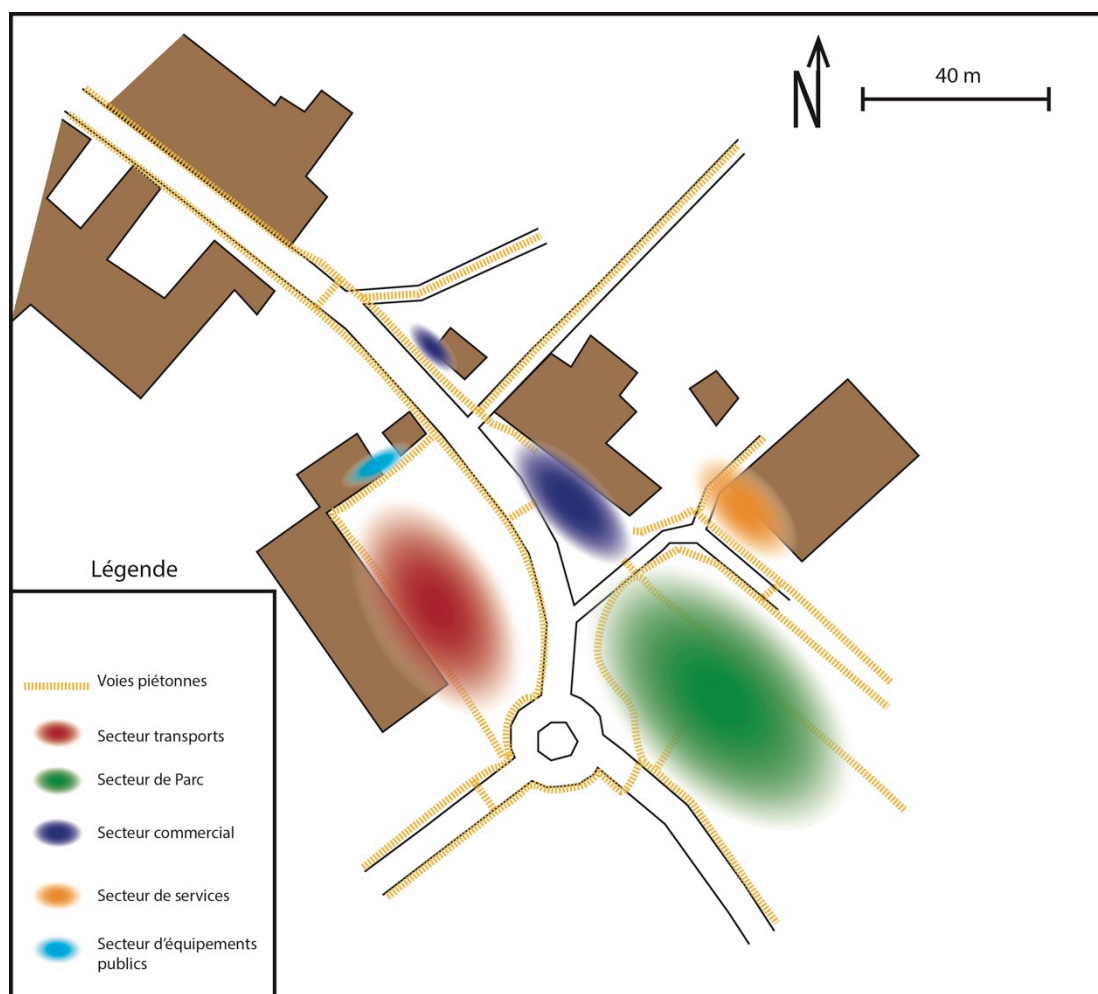 N
40 m
Légende
Voies piétonnes
Secteur transports
Secteur de Parc
Secteur commercial
Secteur de services
Secteur d'équipements
publics